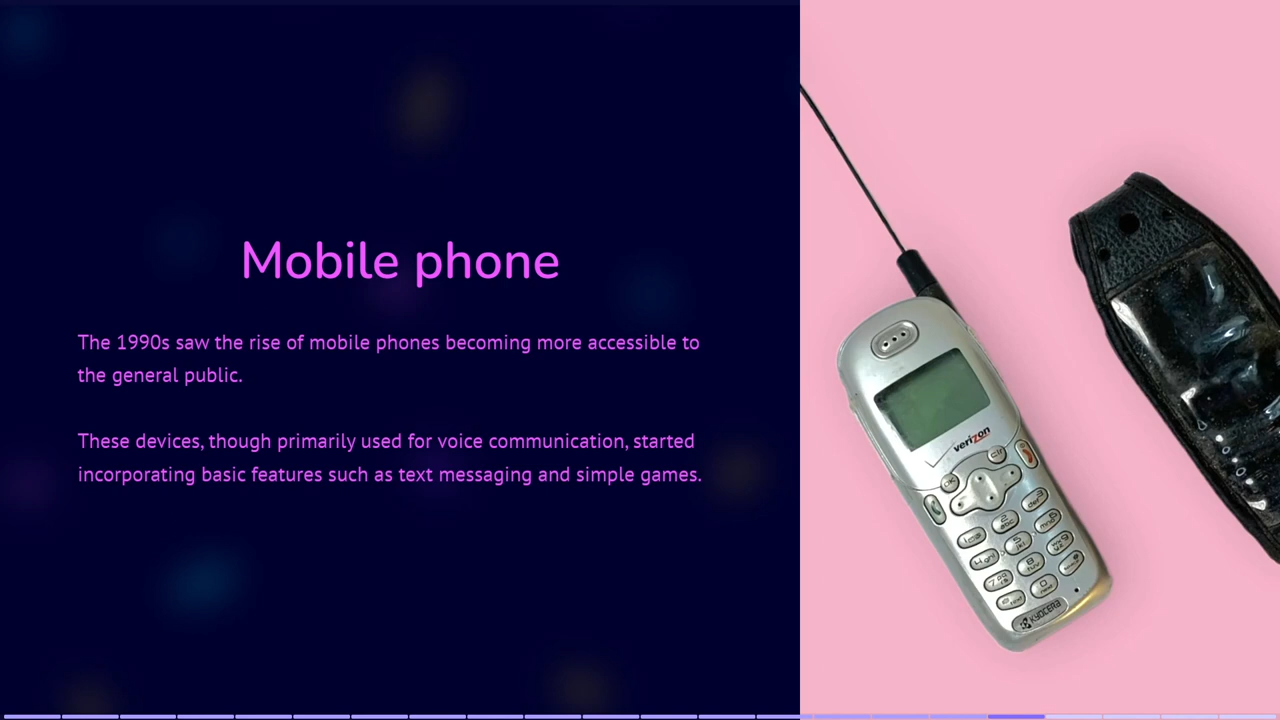 Mobile phone
The 1990s saw the rise of mobile phones becoming more accessible to
the general public.
These devices, though primarily used for voice communication, started
incorporating basic features such as text messaging and simple games.
verizon
clr
OK
KYOCERA